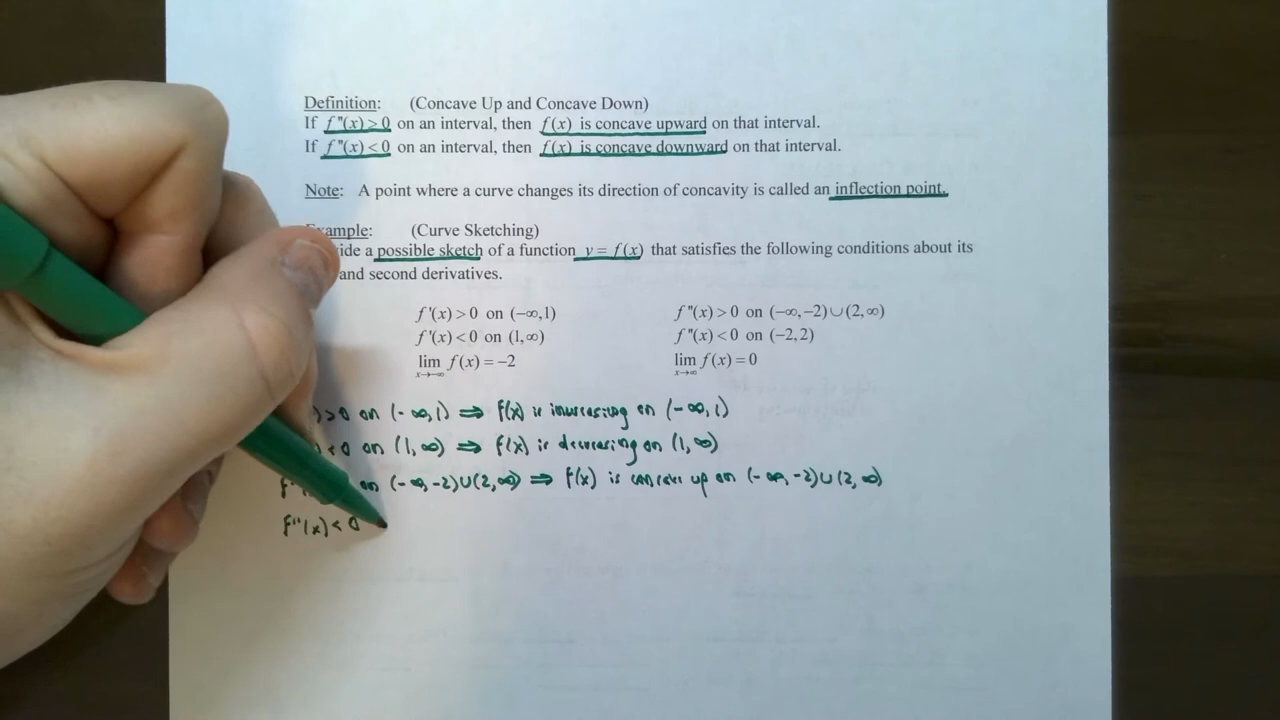 Definition: (Concave Up and Concave Down)
If f ''(x) > 0 on an interval, then f(x) is concave upward on that interval.
If f ''(x) < 0 on an interval, then f(x) is concave downward on that interval.
Note: A point where a curve changes its direction of concavity is called an inflection point.
Example: (Curve Sketching)
ide a possible sketch of a function y = f(x) that satisfies the following conditions about its
and second derivatives.
f '(x) > 0 on (−∞,1) f ''(x) > 0 on (−∞,−2)∪(2,∞)
f '(x) < 0 on (1,∞) f ''(x) < 0 on (−2,2)
lim x→−∞ f(x) = −2 lim x→∞ f(x) = 0
) > 0 on (-∞, 1) ⇒ f(x) is increasing on (-∞, 1)
) < 0 on (1, ∞) ⇒ f(x) is decreasing on (1, ∞)
f'' on (-∞, -2)∪(2, ∞) ⇒ f(x) is concave up on (-∞, -2)∪(2, ∞)
f''(x) < 0